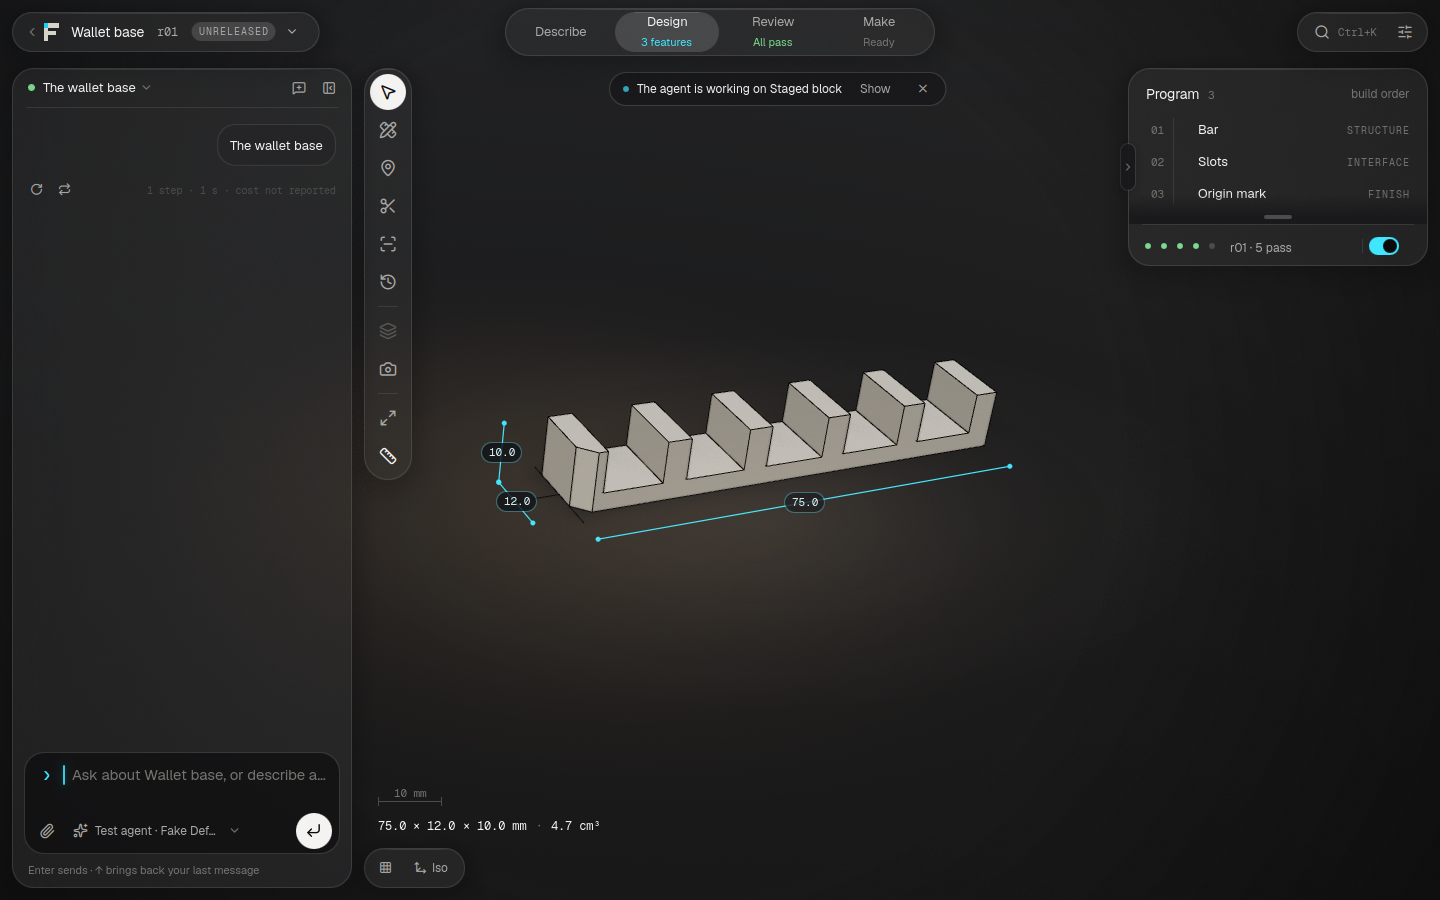 Wallet base r01 UNRELEASED
Describe
Design
3 features
Review
All pass
Make
Ready
Ctrl+K
The wallet base
The wallet base
1 step · 1 s · cost not reported
The agent is working on Staged block Show
Program 3 build order
01 Bar STRUCTURE
02 Slots INTERFACE
03 Origin mark FINISH
r01 · 5 pass
10.0
12.0
75.0
10 mm
75.0 × 12.0 × 10.0 mm · 4.7 cm³
Iso
Ask about Wallet base, or describe a…
Test agent · Fake Def…
Enter sends · ↑ brings back your last message